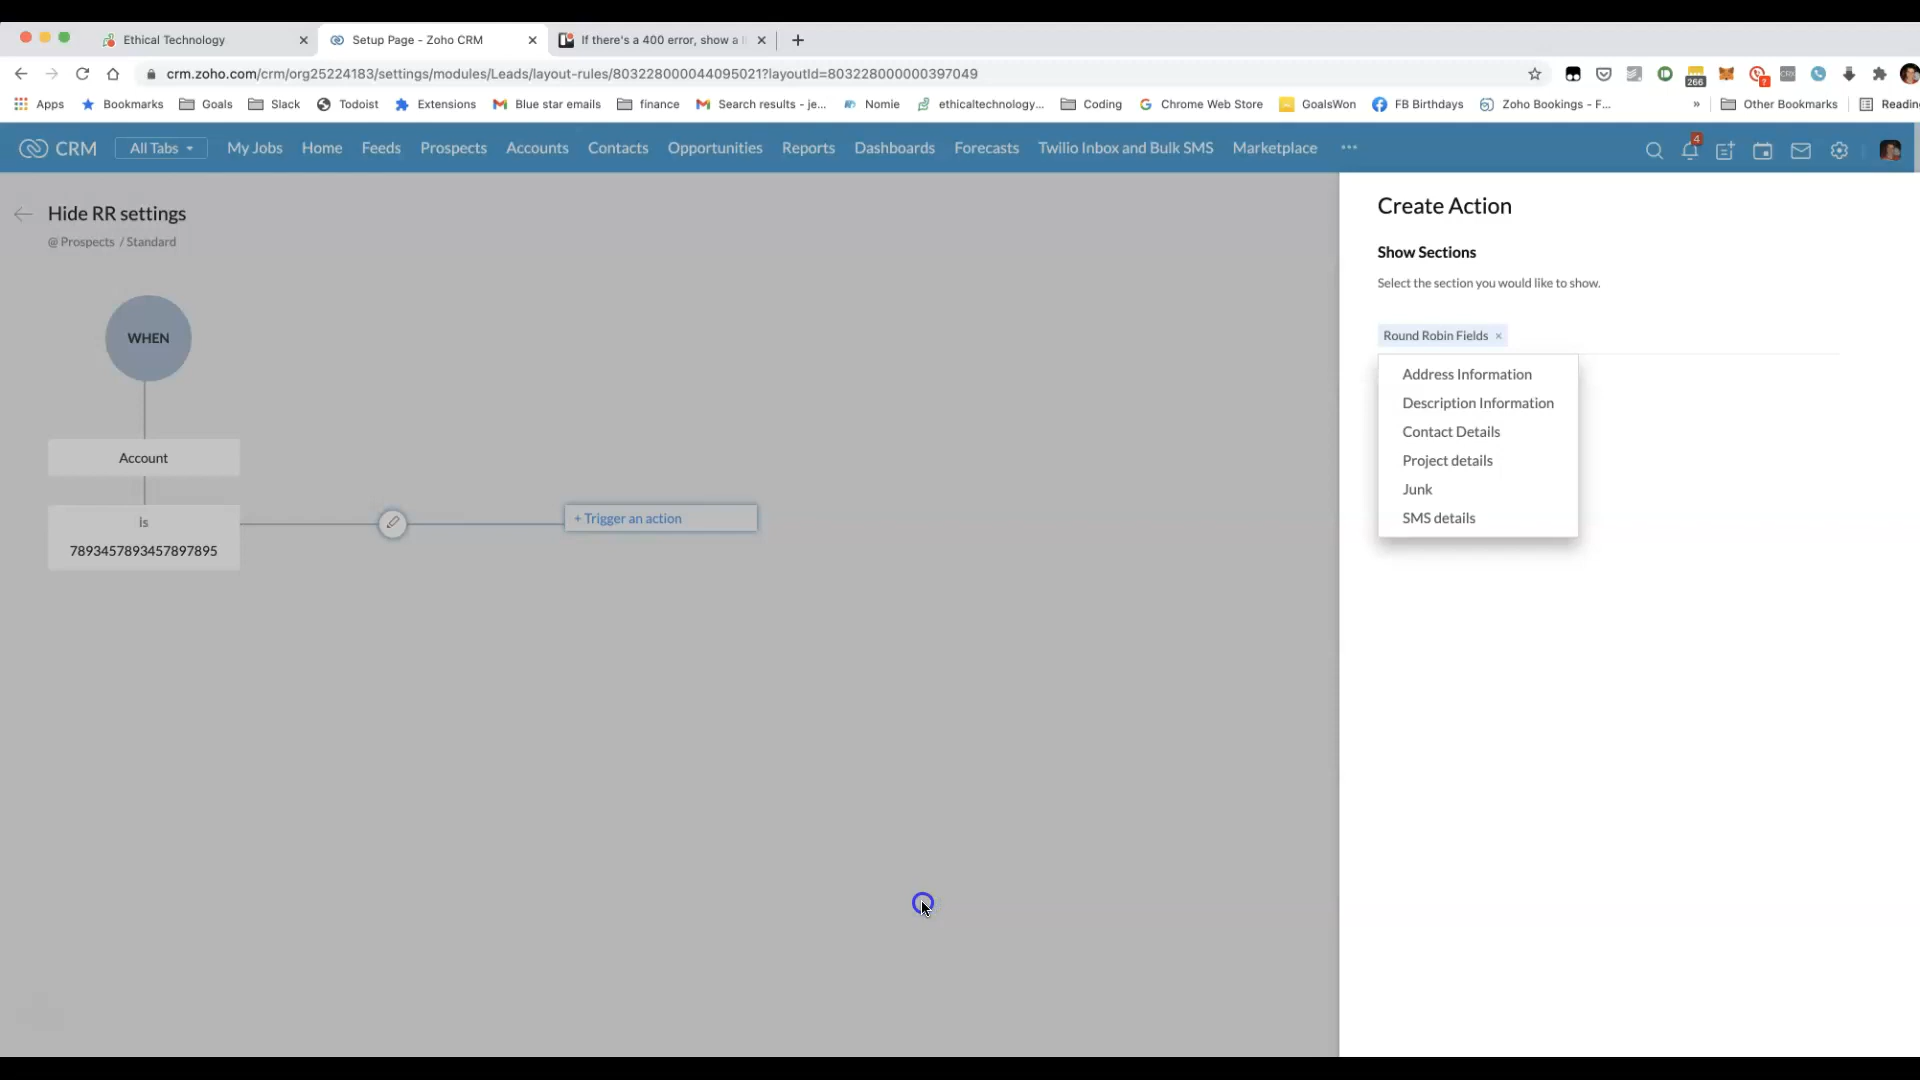 Ethical Technology
Setup Page - Zoho CRM
If there's a 400 error, show a
crm.zoho.com/crm/org25224183/settings/modules/Leads/layout-rules/803228000044095021?layoutId=803228000000397049
266
Apps
Bookmarks
Goals
Slack
Todoist
Extensions
Blue star emails
finance
Search results - je...
Nomie
ethicaltechnology...
Coding
Chrome Web Store
GoalsWon
FB Birthdays
Zoho Bookings - F...
»
Other Bookmarks
Reading
CRM
All Tabs
My Jobs
Home
Feeds
Prospects
Accounts
Contacts
Opportunities
Reports
Dashboards
Forecasts
Twilio Inbox and Bulk SMS
Marketplace
···
4
Hide RR settings
@ Prospects / Standard
WHEN
Account
is
7893457893457897895
+ Trigger an action
Create Action
Show Sections
Select the section you would like to show.
Round Robin Fields ×
Address Information
Description Information
Contact Details
Project details
Junk
SMS details